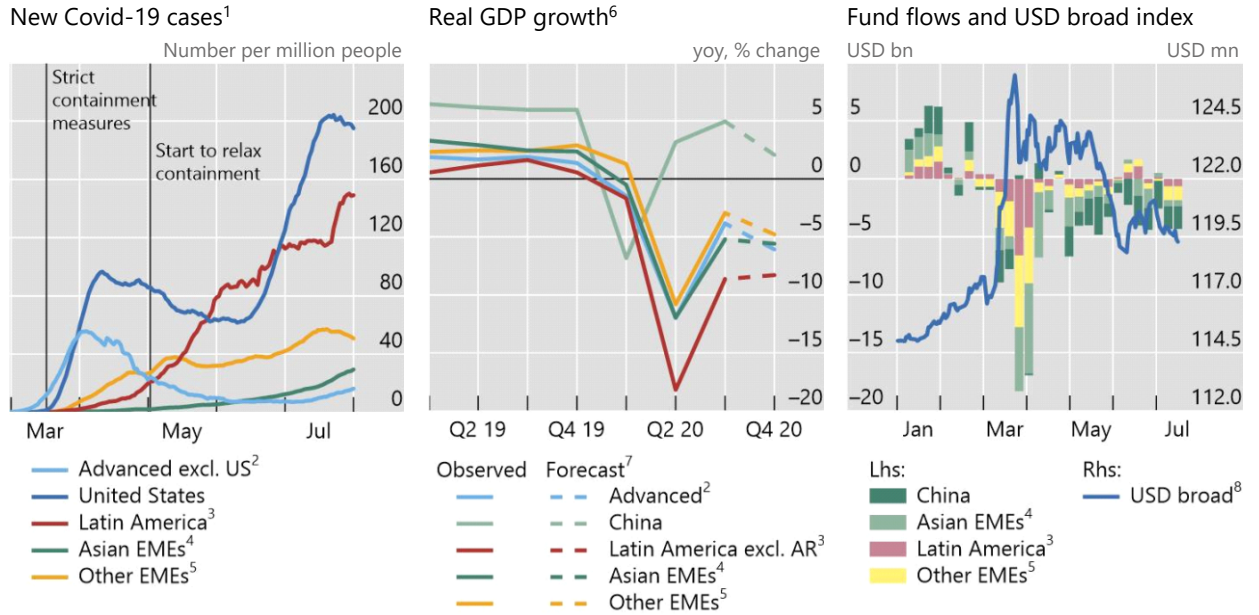 New Covid-19 cases1
Number per million people
Strict
containment
measures
Start to relax
containment
200
160
120
80
40
0
Mar
May
Jul
Advanced excl. US2
United States
Latin America3
Asian EMEs4
Other EMEs5
Real GDP growth6
yoy, % change
5
0
–5
–10
–15
–20
Q2 19
Q4 19
Q2 20
Q4 20
Observed
Forecast7
Advanced2
China
Latin America excl. AR3
Asian EMEs4
Other EMEs5
Fund flows and USD broad index
USD bn
USD mn
5
0
–5
–10
–15
–20
124.5
122.0
119.5
117.0
114.5
112.0
Jan
Mar
May
Jul
Lhs:
China
Asian EMEs4
Latin America3
Other EMEs5
Rhs:
USD broad8